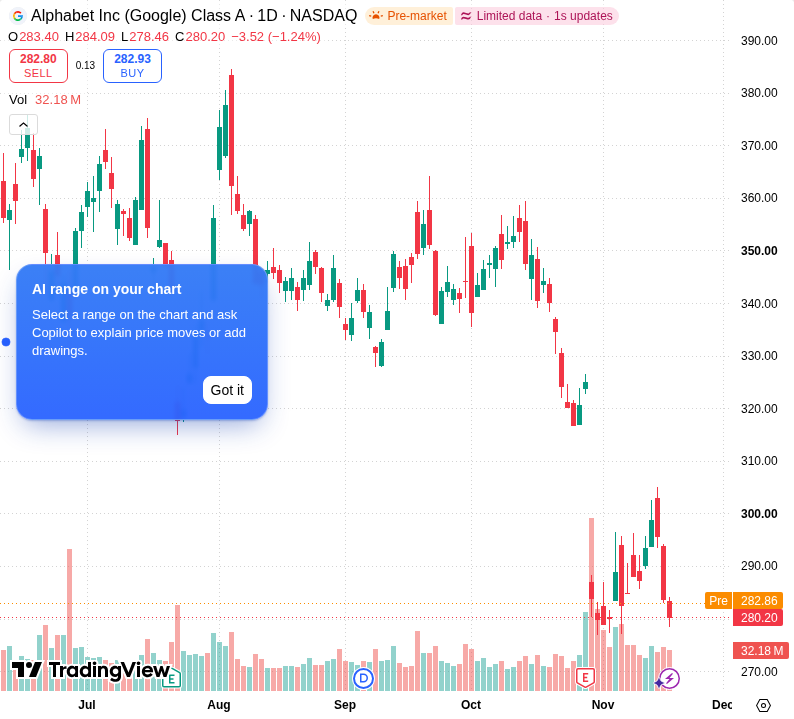 Alphabet Inc (Google) Class A · 1D · NASDAQ Pre-market Limited data · 1s updates
O283.40 H284.09 L278.46 C280.20 −3.52 (−1.24%)
282.80 SELL
0.13
282.93 BUY
Vol 32.18 M
390.00
380.00
370.00
360.00
350.00
340.00
330.00
320.00
310.00
300.00
290.00
Pre 282.86
280.20
32.18 M
270.00
AI range on your chart
Select a range on the chart and ask
Copilot to explain price moves or add
drawings.
Got it
TradingView
E
D
E
Jul Aug Sep Oct Nov Dec